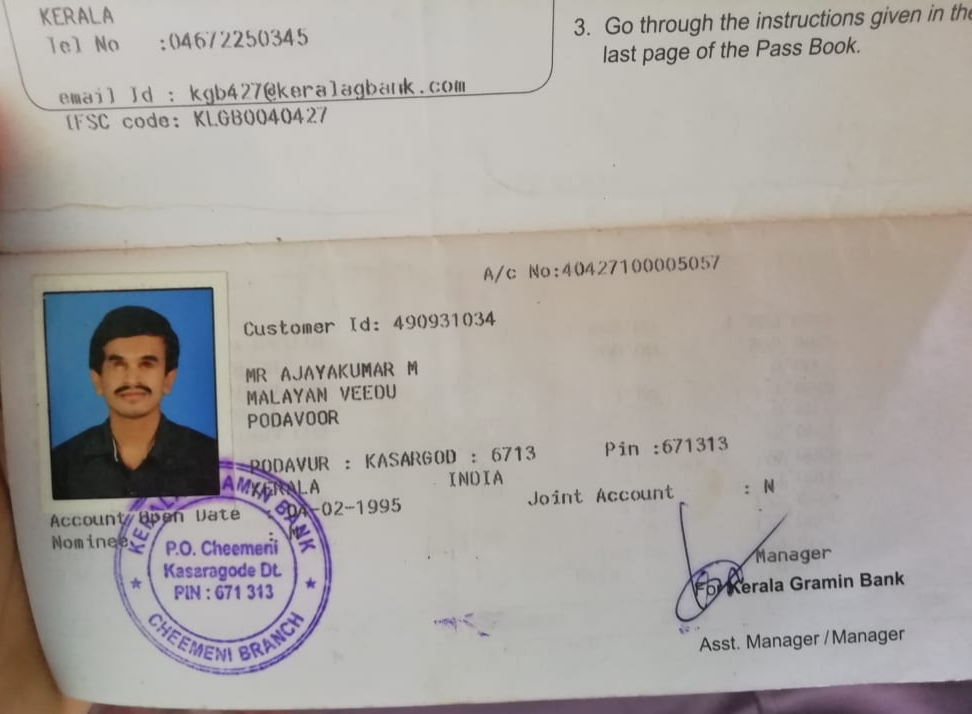 KERALA
Tel No :04672250345
email Id : kgb427@keralagbank.com
IFSC code: KLGB0040427
3. Go through the instructions given in the
last page of the Pass Book.
A/c No:40427100005057
Customer Id: 490931034
MR AJAYAKUMAR M
MALAYAN VEEDU
PODAVOOR
PODAVUR : KASARGOD : 6713 Pin :671313
KERALA INDIA
Joint Account : N
Account Open Date : 04-02-1995
Nominee : N
KERALA GRAMIN BANK
P.O. Cheemeni
Kasaragode Dt.
PIN : 671 313
CHEEMENI BRANCH
Manager
For Kerala Gramin Bank
Asst. Manager / Manager